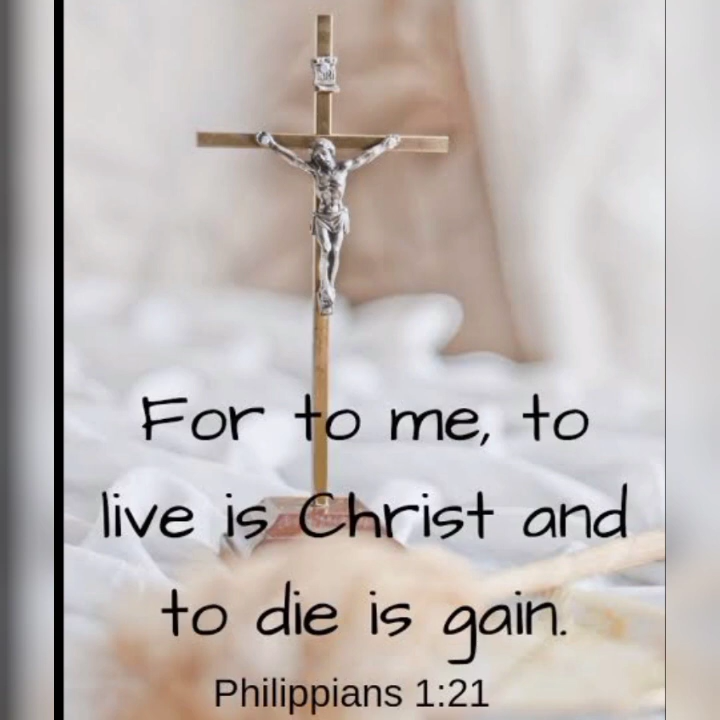 For to me, to
live is Christ and
to die is gain.
Philippians 1:21